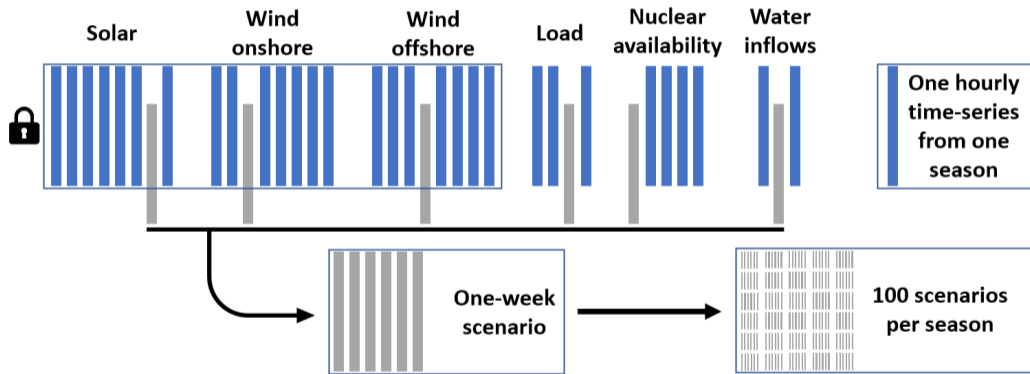 Solar
Wind
onshore
Wind
offshore
Load
Nuclear
availability
Water
inflows
One hourly
time-series
from one
season
One-week
scenario
100 scenarios
per season